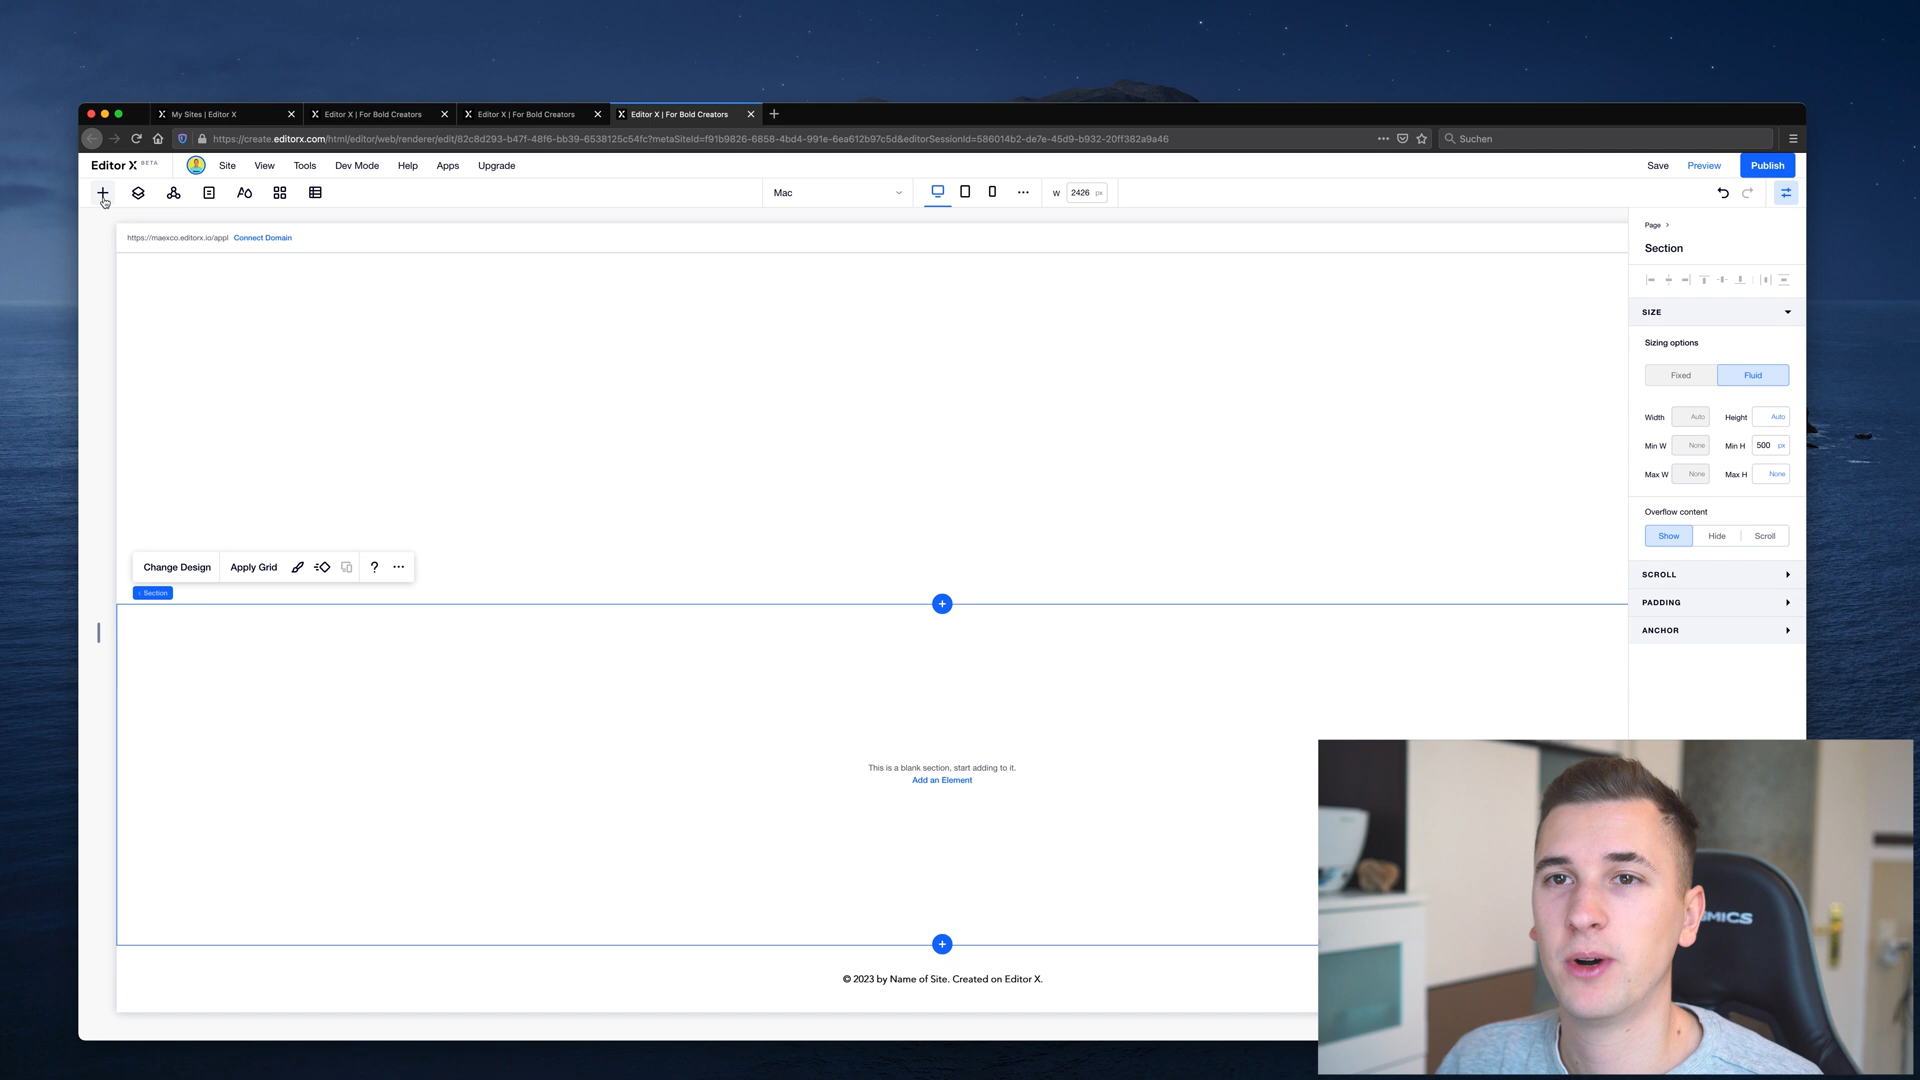 My Sites | Editor X
Editor X | For Bold Creators
Editor X | For Bold Creators
Editor X | For Bold Creators
https://create.editorx.com/html/editor/web/renderer/edit/82c8d293-b47f-48f6-bb39-6538125c54fc?metaSiteId=f91b9826-6858-4bd4-991e-6ea612b97c5d&editorSessionId=586014b2-de7e-45d9-b932-20ff382a9a46
Suchen
Editor X BETA
Site
View
Tools
Dev Mode
Help
Apps
Upgrade
Save
Preview
Publish
Mac
W 2426 px
https://maexco.editorx.io/appl Connect Domain
Page >
Section
SIZE
Sizing options
Fixed
Fluid
Width Auto Height Auto
Min W None Min H 500 px
Max W None Max H None
Overflow content
Show
Hide
Scroll
SCROLL
PADDING
ANCHOR
Change Design
Apply Grid
?
‹ Section
This is a blank section, start adding to it.
Add an Element
© 2023 by Name of Site. Created on Editor X.